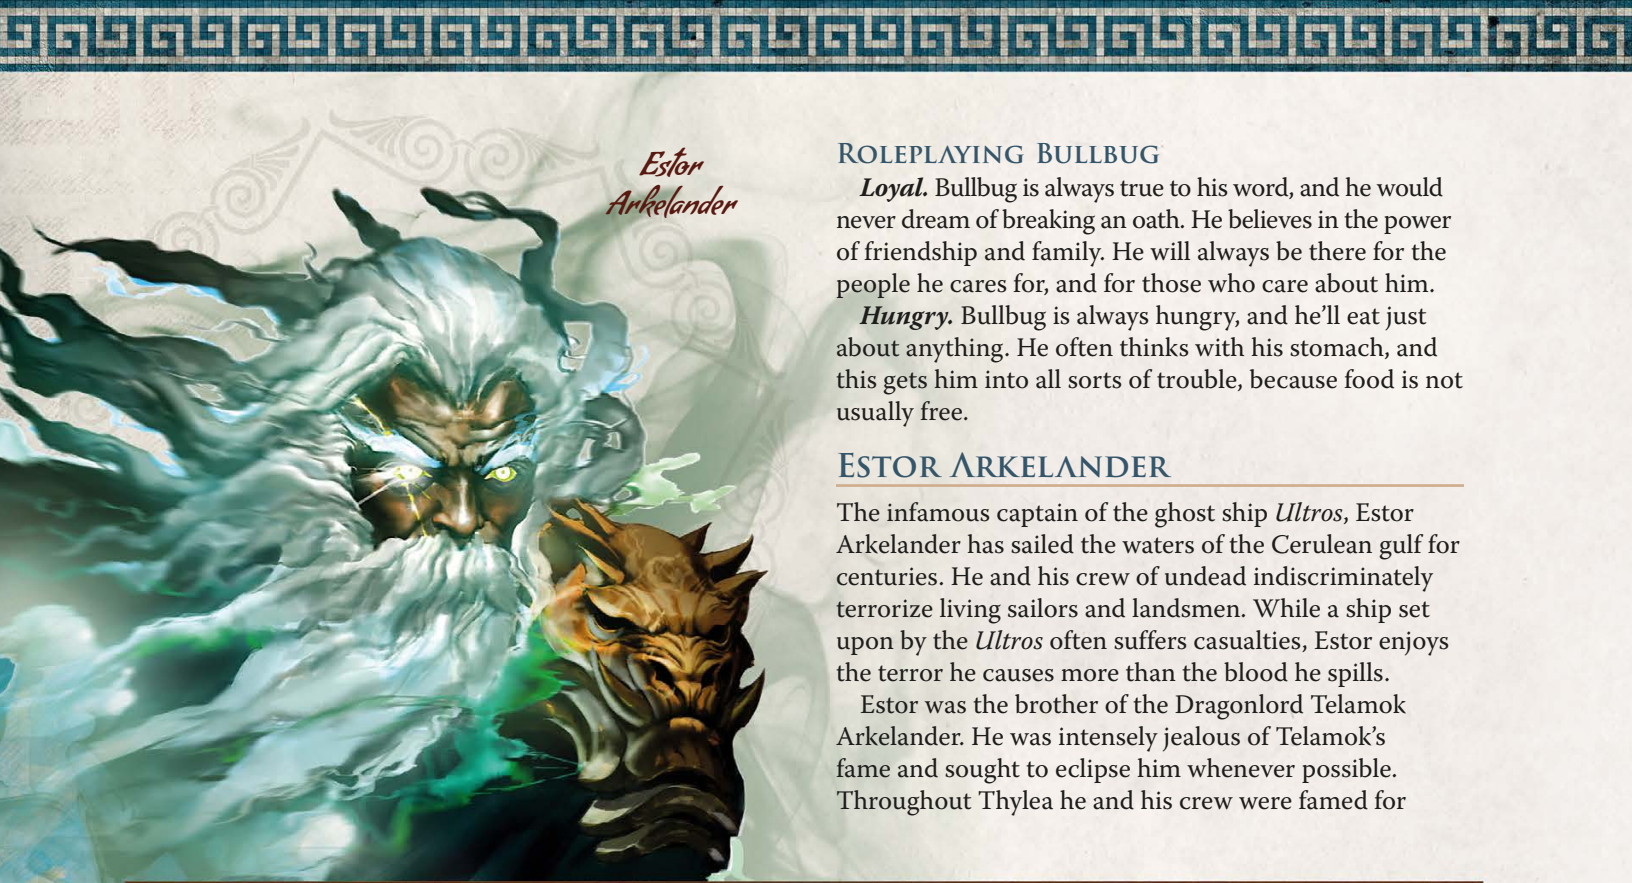 Estor
Arkelander
Roleplaying Bullbug
Loyal. Bullbug is always true to his word, and he would
never dream of breaking an oath. He believes in the power
of friendship and family. He will always be there for the
people he cares for, and for those who care about him.
Hungry. Bullbug is always hungry, and he’ll eat just
about anything. He often thinks with his stomach, and
this gets him into all sorts of trouble, because food is not
usually free.
Estor Arkelander
The infamous captain of the ghost ship Ultros, Estor
Arkelander has sailed the waters of the Cerulean gulf for
centuries. He and his crew of undead indiscriminately
terrorize living sailors and landsmen. While a ship set
upon by the Ultros often suffers casualties, Estor enjoys
the terror he causes more than the blood he spills.
Estor was the brother of the Dragonlord Telamok
Arkelander. He was intensely jealous of Telamok’s
fame and sought to eclipse him whenever possible.
Throughout Thylea he and his crew were famed for